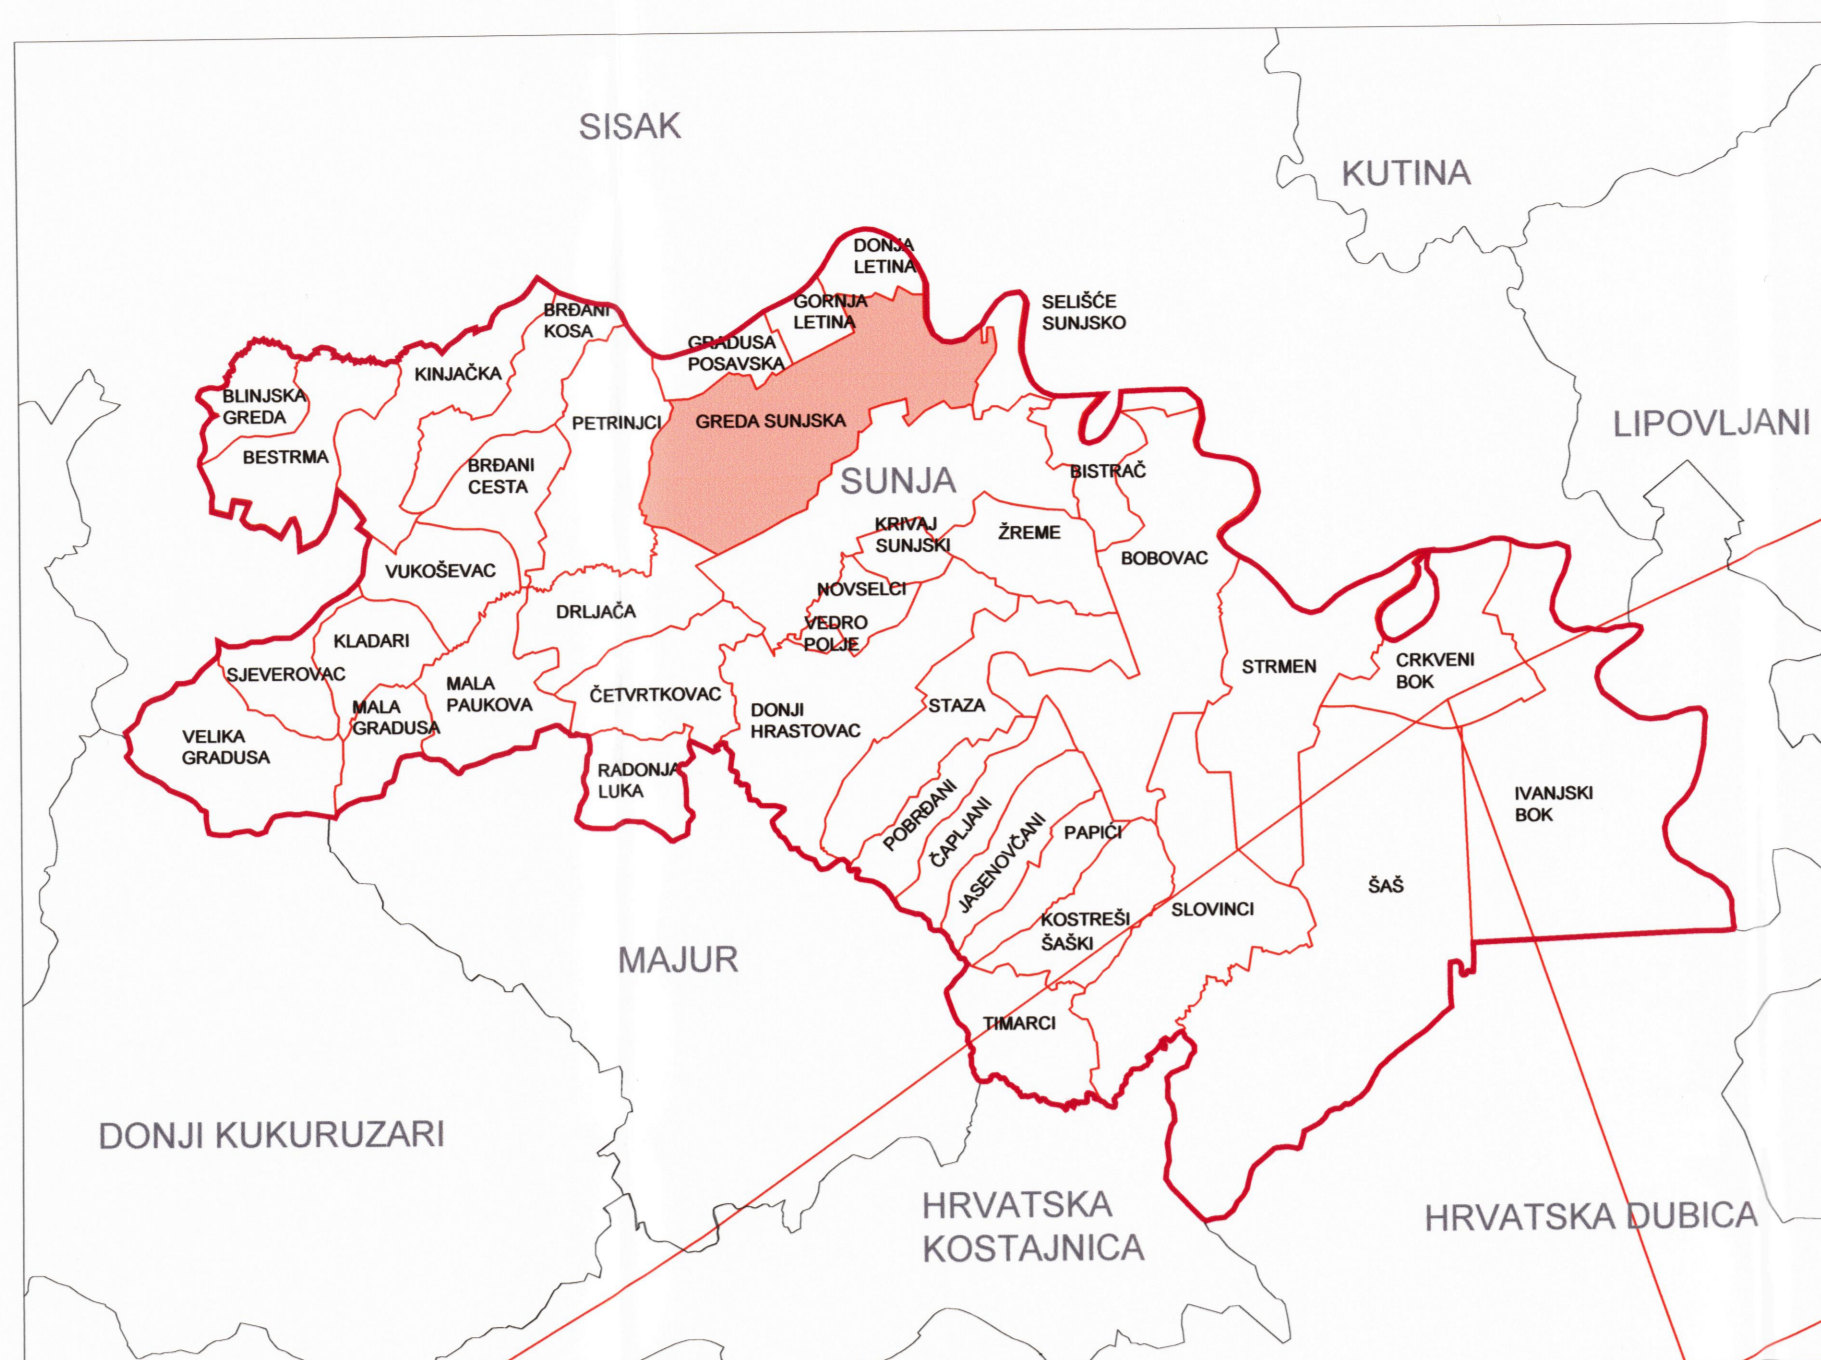 SISAK
KUTINA
DONJA
LETINA
GORNJA
LETINA
SELIŠĆE
SUNJSKO
BRĐANI
KOSA
GRADUSA
POSAVSKA
KINJAČKA
BLINJSKA
GREDA
PETRINJCI
GREDA SUNJSKA
LIPOVLJANI
BESTRMA
BRĐANI
CESTA
SUNJA
BISTRAČ
KRIVAJ
SUNJSKI
ŽREME
BOBOVAC
VUKOŠEVAC
NOVSELCI
DRLJAČA
VEDRO
POLJE
KLADARI
SJEVEROVAC
STRMEN
CRKVENI
BOK
MALA
PAUKOVA
ČETVRTKOVAC
MALA
GRADUSA
STAZA
DONJI
HRASTOVAC
VELIKA
GRADUSA
RADONJA
LUKA
IVANJSKI
BOK
POBRĐANI
ČAPLJANI
JASENOVČANI
PAPIĆI
ŠAŠ
KOSTREŠI
ŠAŠKI
SLOVINCI
MAJUR
TIMARCI
DONJI KUKURUZARI
HRVATSKA
KOSTAJNICA
HRVATSKA DUBICA